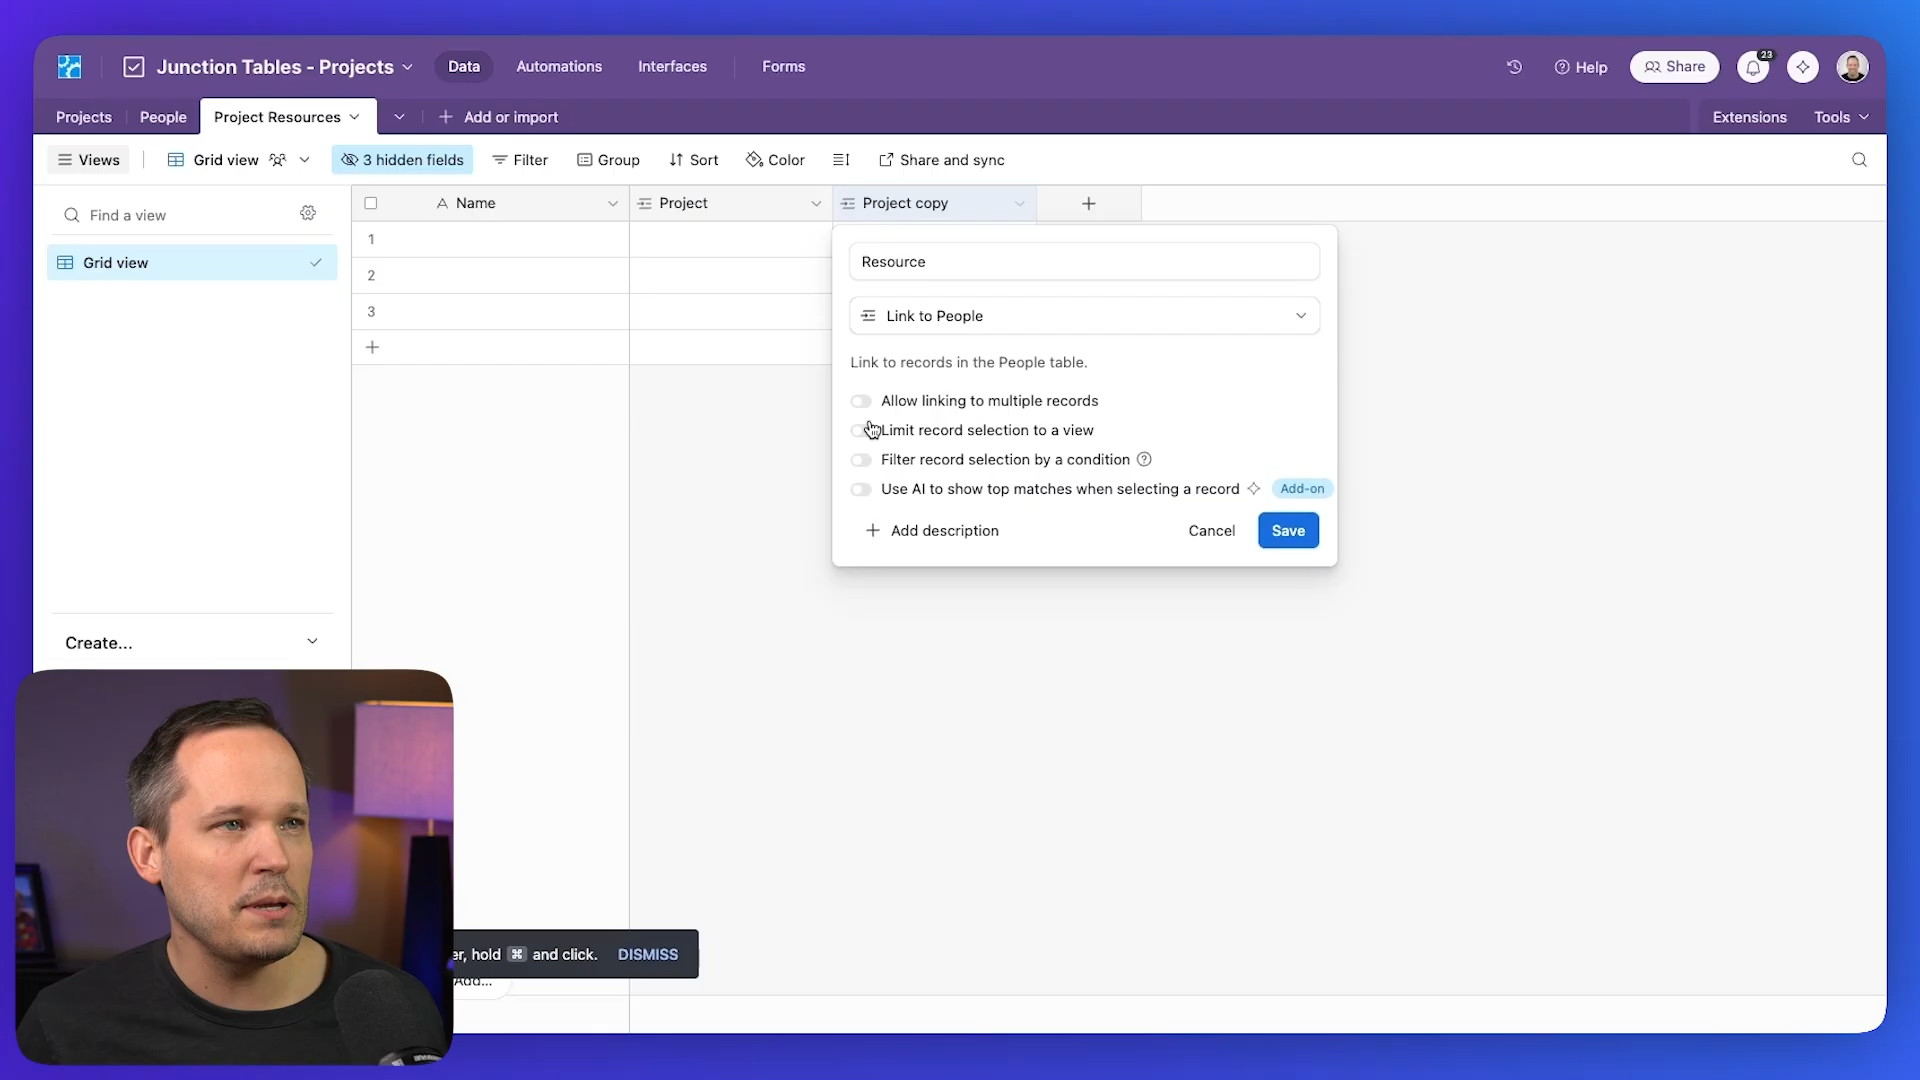 Junction Tables - Projects
Data
Automations
Interfaces
Forms
Help
Share
23
Projects
People
Project Resources
Add or import
Extensions
Tools
Views
Grid view
3 hidden fields
Filter
Group
Sort
Color
Share and sync
Find a view
Name
Project
Project copy
1
2
3
Grid view
Resource
Link to People
Link to records in the People table.
Allow linking to multiple records
Limit record selection to a view
Filter record selection by a condition
Use AI to show top matches when selecting a record
Add-on
Add description
Cancel
Save
Create...
er, hold ⌘ and click.
DISMISS
Add...